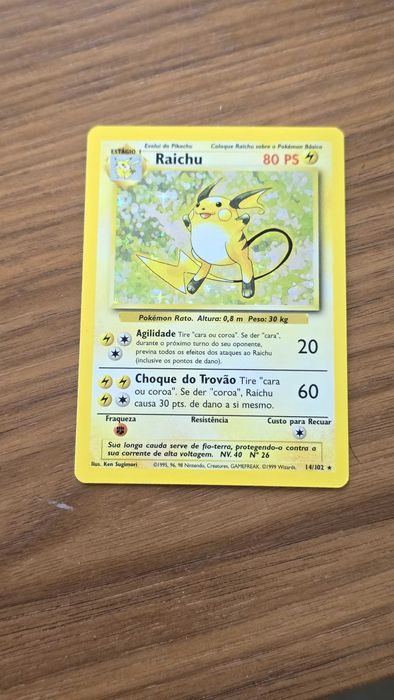 Evolui do Pikachu Coloque Raichu sobre o Pokémon Básico
ESTÁGIO 1
Raichu 80 PS
Pokémon Rato. Altura: 0,8 m Peso: 30 kg
Agilidade Tire "cara ou coroa". Se der "cara",
durante o próximo turno do seu oponente,
previna todos os efeitos dos ataques ao Raichu
(inclusive os pontos de dano).
20
Choque do Trovão Tire "cara
ou coroa". Se der "coroa", Raichu
causa 30 pts. de dano a si mesmo.
60
Fraqueza Resistência Custo para Recuar
Sua longa cauda serve de fio-terra, protegendo-o contra a
sua corrente de alta voltagem. NV. 40 Nº 26
Ilus. Ken Sugimori ©1995, 96, 98 Nintendo, Creatures, GAMEFREAK. ©1999 Wizards. 14/102 ★